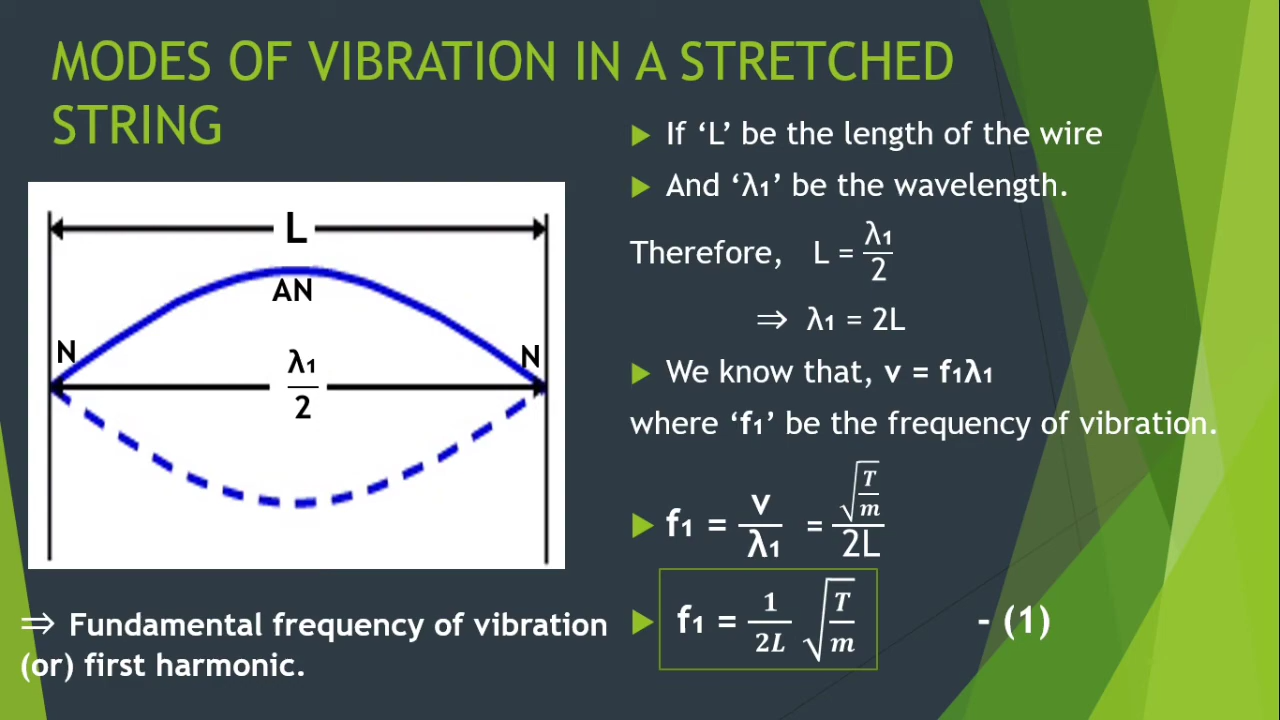 MODES OF VIBRATION IN A STRETCHED
STRING
L
AN
N
N
λ₁
2
⇒ Fundamental frequency of vibration
(or) first harmonic.
If ‘L’ be the length of the wire
And ‘λ₁’ be the wavelength.
Therefore, L = λ₁/2
⇒ λ₁ = 2L
We know that, v = f₁λ₁
where ‘f₁’ be the frequency of vibration.
f₁ = v/λ₁ = √(T/m)/2L
f₁ = 1/2L √(T/m) - (1)